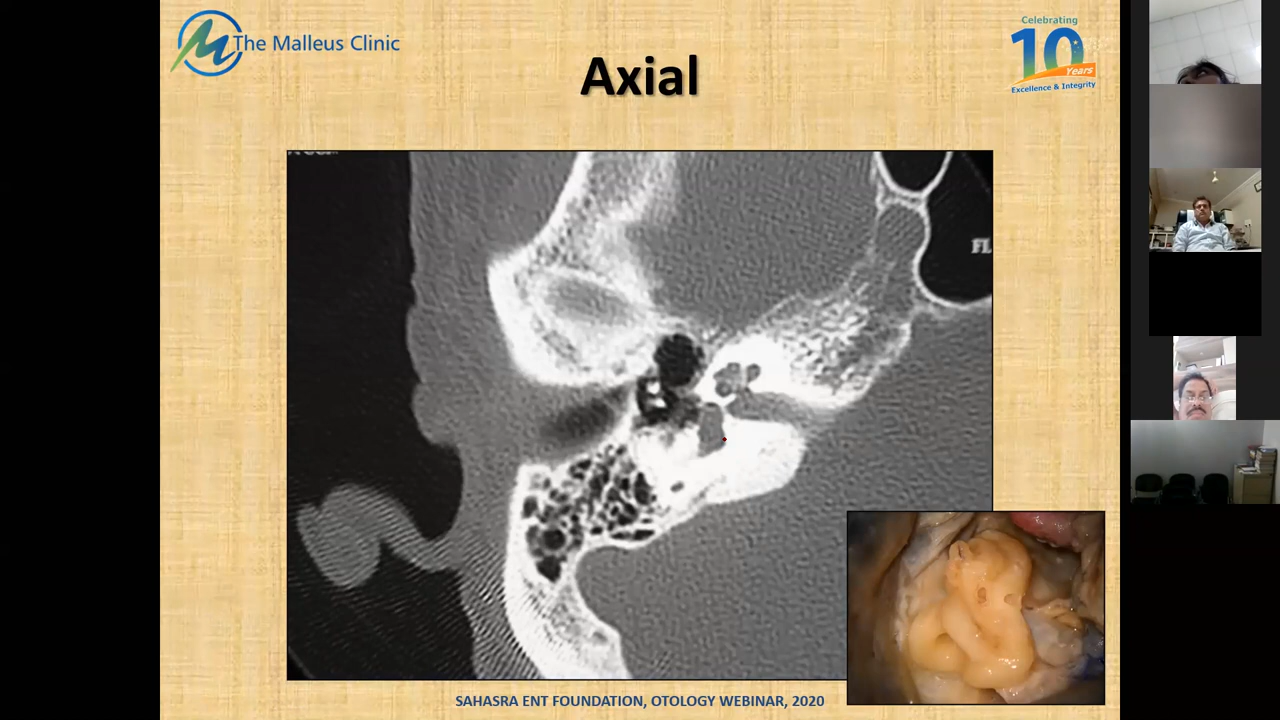 The Malleus Clinic
Celebrating
10
Years
Excellence & Integrity
Axial
FL
SAHASRA ENT FOUNDATION, OTOLOGY WEBINAR, 2020